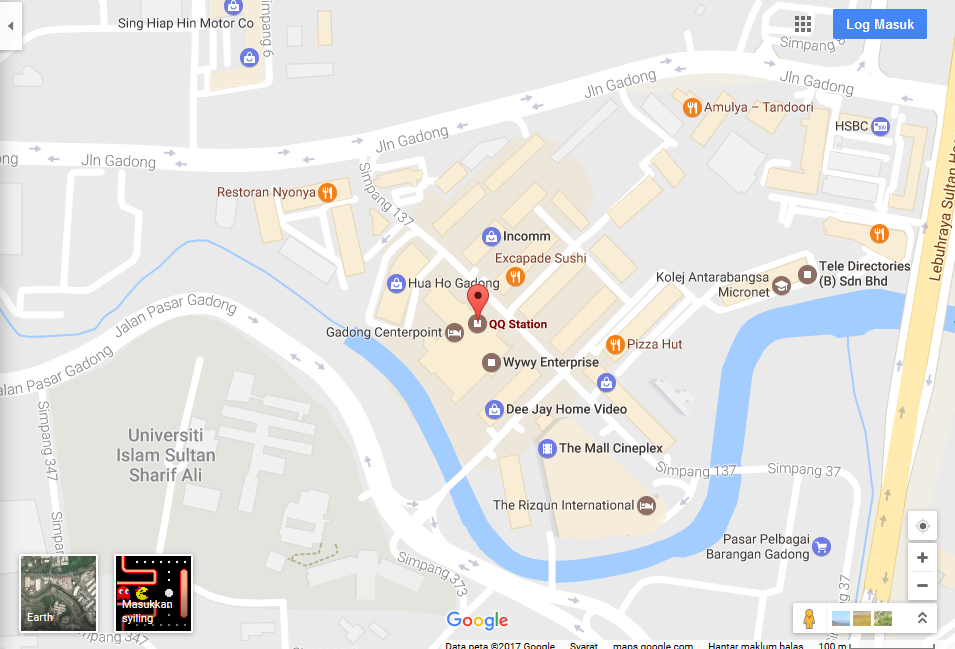 Sing Hiap Hin Motor Co
Simpang 6
Log Masuk
Simpang 8
Jln Gadong
Jln Gadong
Amulya – Tandoori
HSBC
Jln Gadong
ong
Jln Gadong
Simpang 137
Restoran Nyonya
Lebuhraya Sultan
Incomm
Excapade Sushi
Hua Ho Gadong
Kolej Antarabangsa
Micronet
Tele Directories
(B) Sdn Bhd
Jalan Pasar Gadong
Gadong Centerpoint
QQ Station
Pizza Hut
Wywy Enterprise
Jalan Pasar Gadong
Dee Jay Home Video
Simpang 347
Universiti
Islam Sultan
Sharif Ali
The Mall Cineplex
Simpang 137
Simpang 37
The Rizqun International
Simpang
Pasar Pelbagai
Barangan Gadong
Simpang 373
37
Earth
Masukkan
syiling
Simpang 347
Google
Data peta ©2017 Google
Syarat
maps.google.com
Hantar maklum balas
100 m